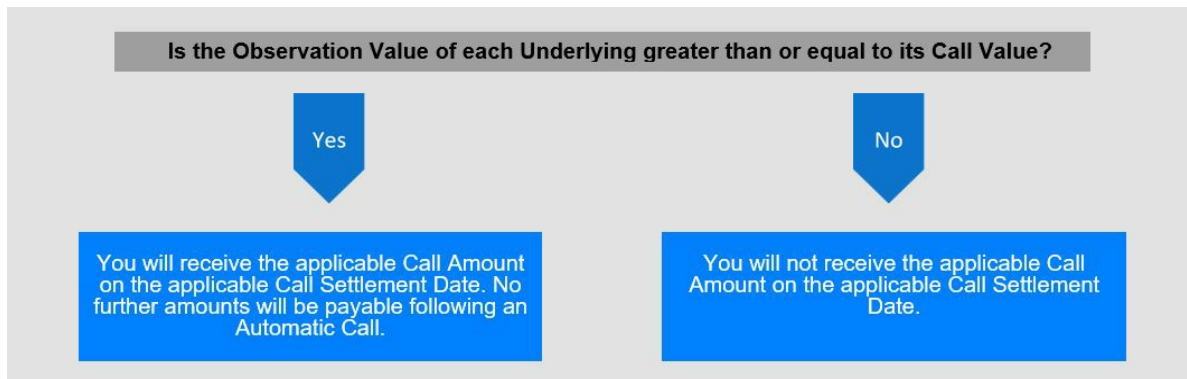 Is the Observation Value of each Underlying greater than or equal to its Call Value?
Yes
No
You will receive the applicable Call Amount
on the applicable Call Settlement Date. No
further amounts will be payable following an
Automatic Call.
You will not receive the applicable Call
Amount on the applicable Call Settlement
Date.